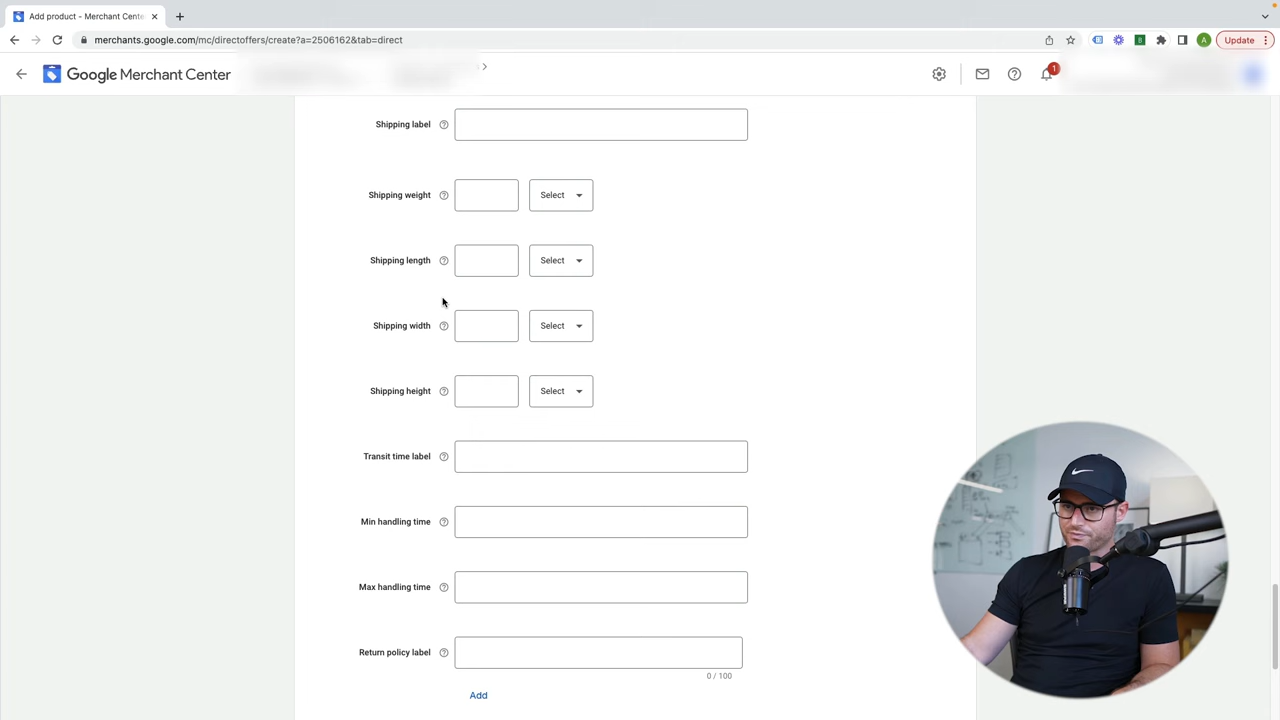 Add product - Merchant Cente
merchants.google.com/mc/directoffers/create?a=2506162&tab=direct
A
Update
Google Merchant Center
1
Shipping label
Shipping weight
Select
Shipping length
Select
Shipping width
Select
Shipping height
Select
Transit time label
Min handling time
Max handling time
Return policy label
0 / 100
Add